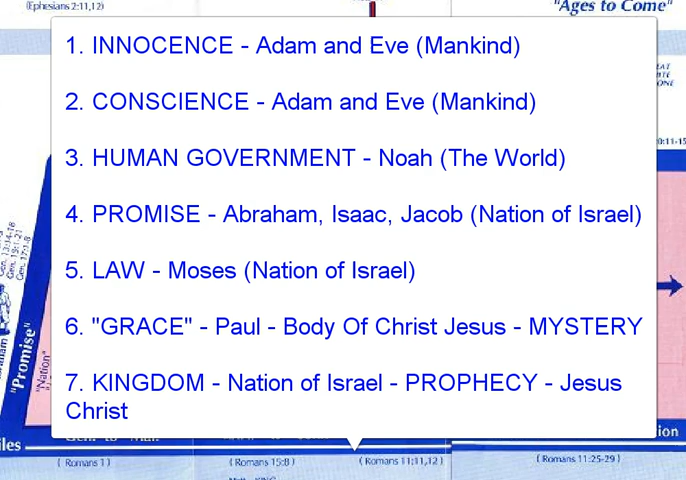 (Ephesians 2:11,12)
"Ages to Come"
1. INNOCENCE - Adam and Eve (Mankind)
2. CONSCIENCE - Adam and Eve (Mankind)
3. HUMAN GOVERNMENT - Noah (The World)
4. PROMISE - Abraham, Isaac, Jacob (Nation of Israel)
5. LAW - Moses (Nation of Israel)
6. "GRACE" - Paul - Body Of Christ Jesus - MYSTERY
7. KINGDOM - Nation of Israel - PROPHECY - Jesus
Christ
"Promise"
"Nation"
(Romans 1)
(Romans 15:8)
(Romans 11:11,12)
(Romans 11:25-29)